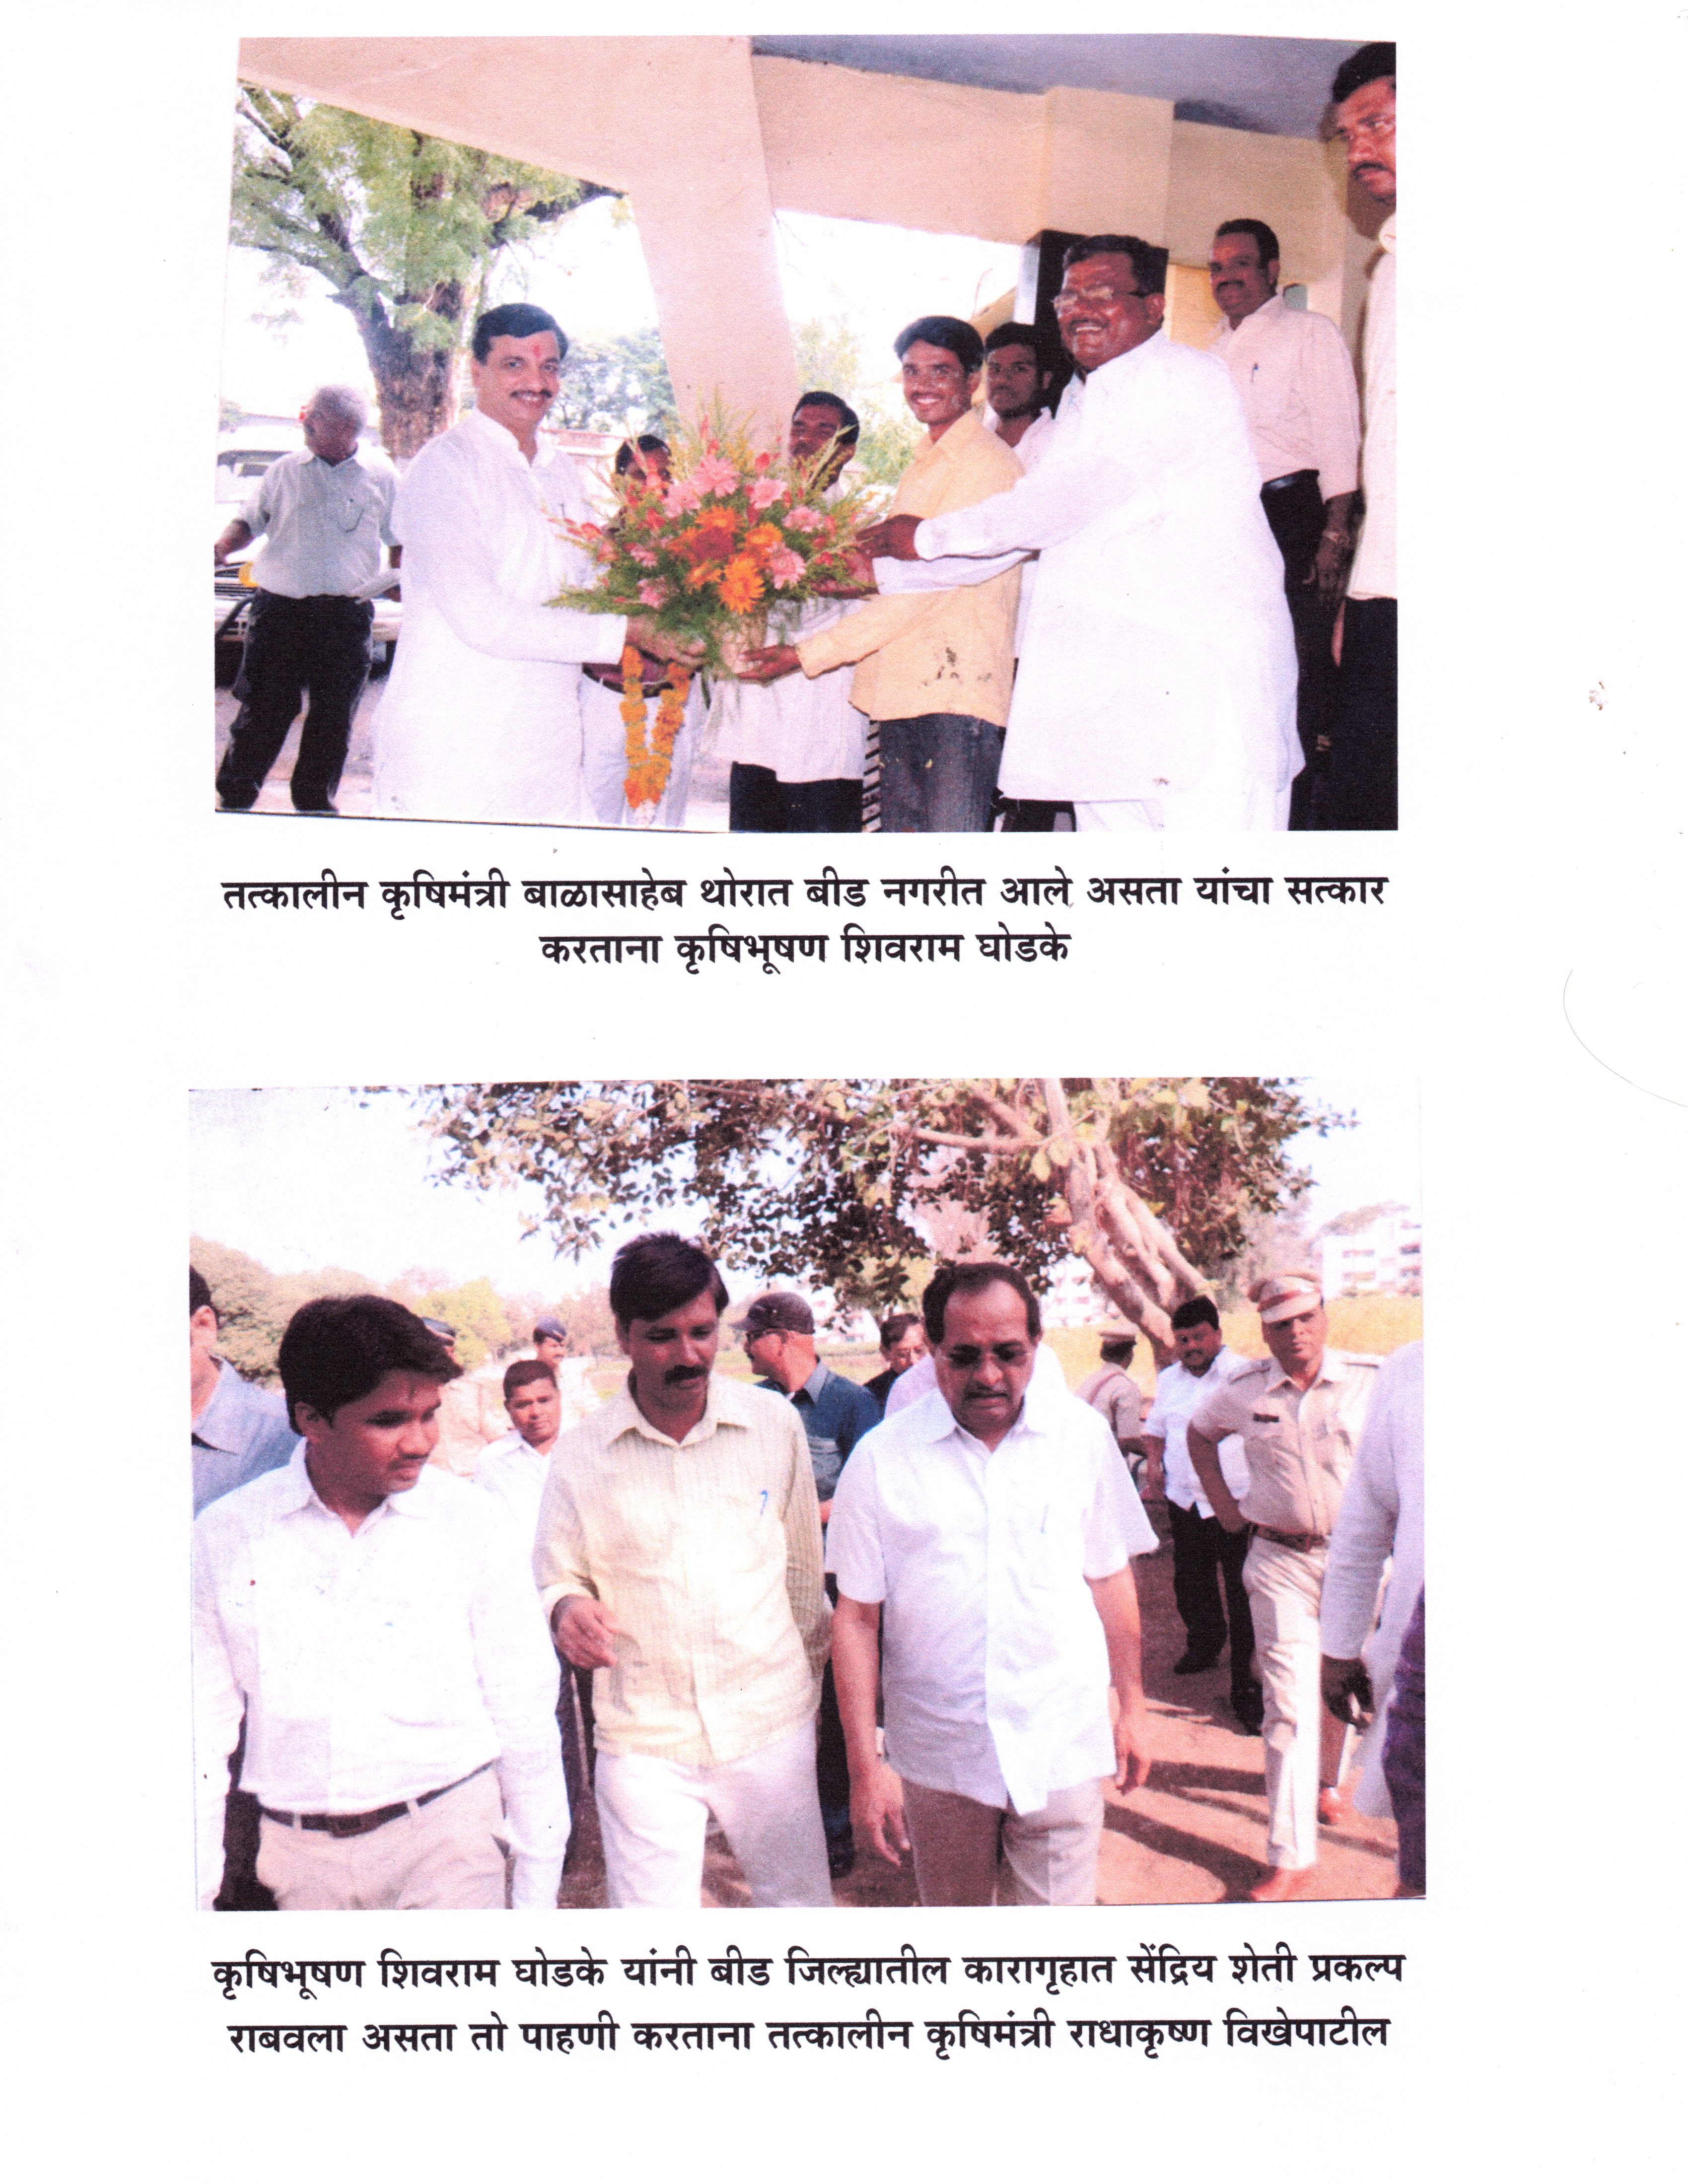 तत्कालीन कृषिमंत्री बाळासाहेब थोरात बीड नगरीत आले असता यांचा सत्कार
करताना कृषिभूषण शिवराम घोडके
कृषिभूषण शिवराम घोडके यांनी बीड जिल्ह्यातील कारागृहात सेंद्रिय शेती प्रकल्प
राबवला असता तो पाहणी करताना तत्कालीन कृषिमंत्री राधाकृष्ण विखेपाटील